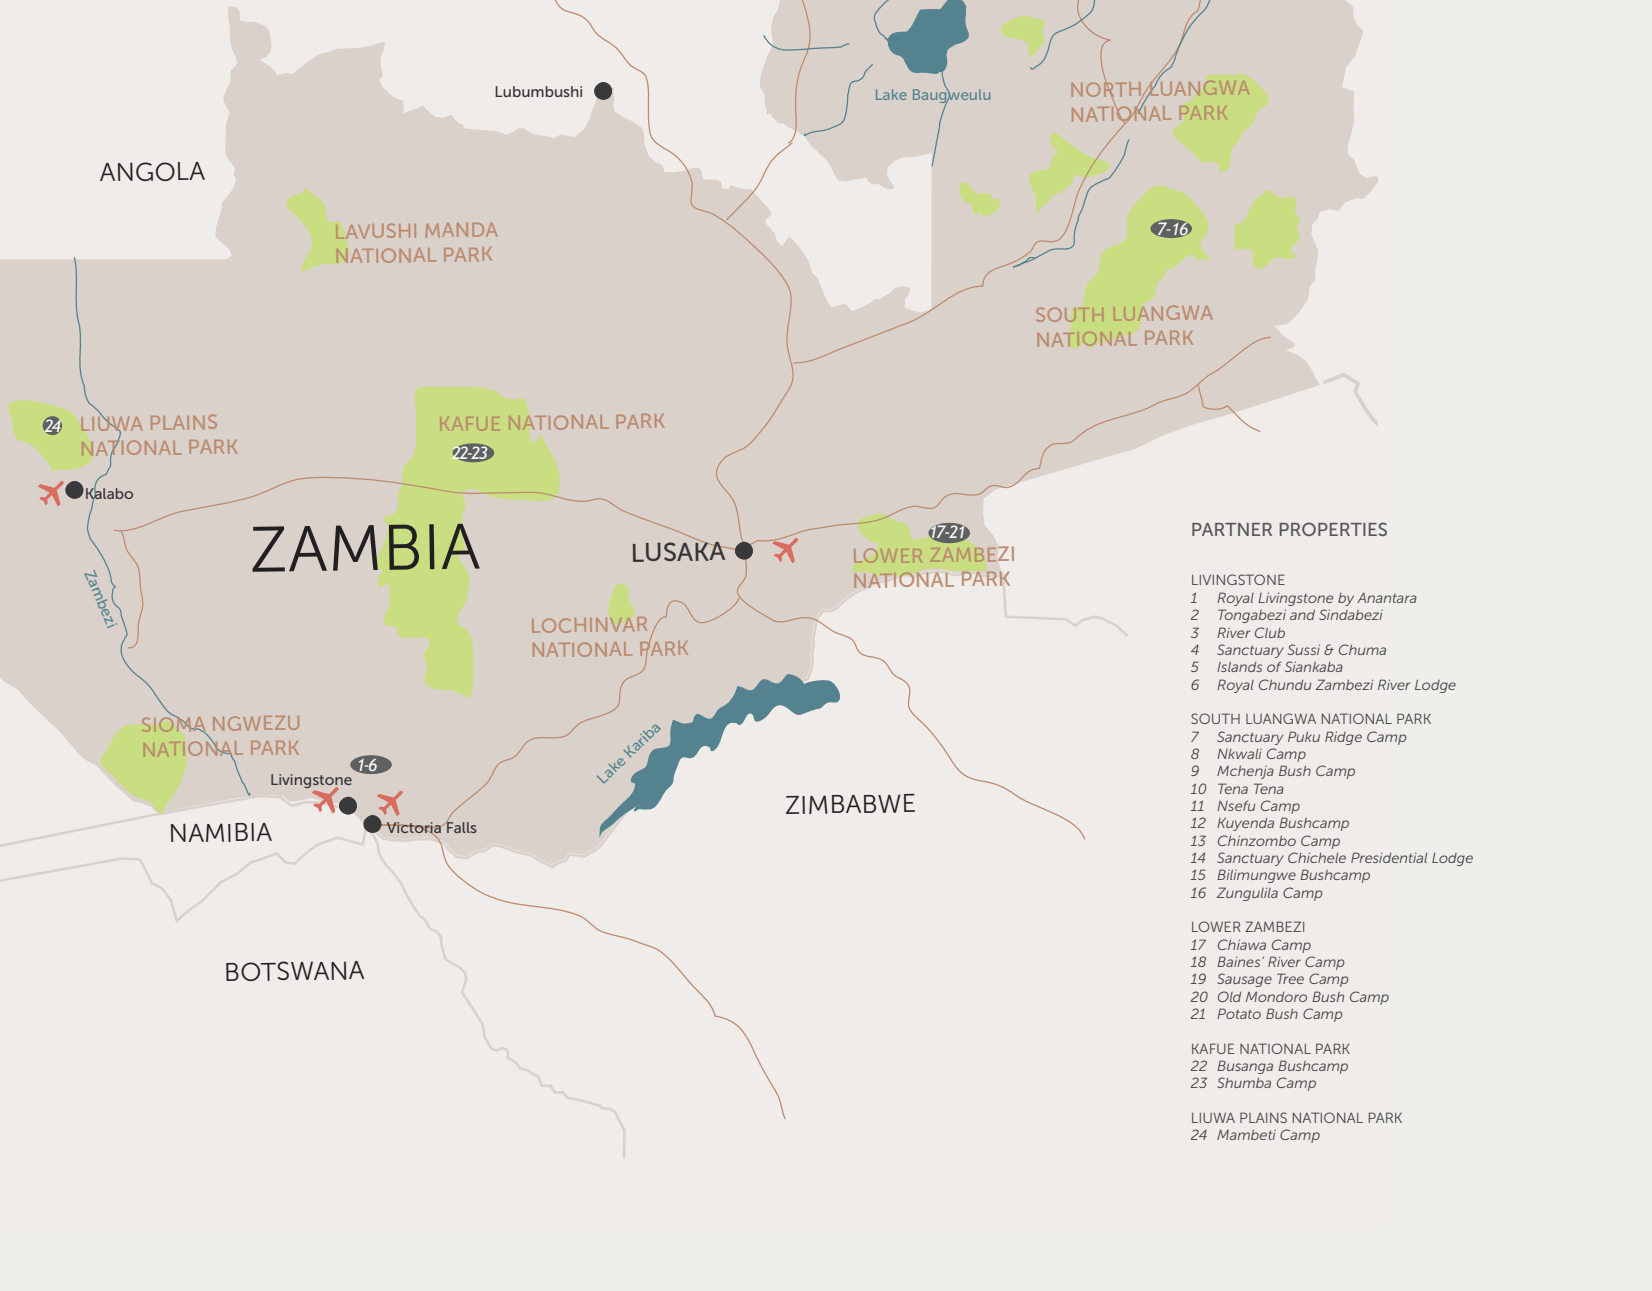 Lubumbushi
Lake Baugweulu
NORTH LUANGWA
NATIONAL PARK
ANGOLA
LAVUSHI MANDA
NATIONAL PARK
7-16
SOUTH LUANGWA
NATIONAL PARK
24
LIUWA PLAINS
NATIONAL PARK
KAFUE NATIONAL PARK
22-23
Kalabo
ZAMBIA
LUSAKA
17-21
LOWER ZAMBEZI
NATIONAL PARK
Zambezi
LOCHINVAR
NATIONAL PARK
SIOMA NGWEZU
NATIONAL PARK
Lake Kariba
1-6
Livingstone
Victoria Falls
NAMIBIA
ZIMBABWE
BOTSWANA
PARTNER PROPERTIES
LIVINGSTONE
1 Royal Livingstone by Anantara
2 Tongabezi and Sindabezi
3 River Club
4 Sanctuary Sussi & Chuma
5 Islands of Siankaba
6 Royal Chundu Zambezi River Lodge
SOUTH LUANGWA NATIONAL PARK
7 Sanctuary Puku Ridge Camp
8 Nkwali Camp
9 Mchenja Bush Camp
10 Tena Tena
11 Nsefu Camp
12 Kuyenda Bushcamp
13 Chinzombo Camp
14 Sanctuary Chichele Presidential Lodge
15 Bilimungwe Bushcamp
16 Zungulila Camp
LOWER ZAMBEZI
17 Chiawa Camp
18 Baines’ River Camp
19 Sausage Tree Camp
20 Old Mondoro Bush Camp
21 Potato Bush Camp
KAFUE NATIONAL PARK
22 Busanga Bushcamp
23 Shumba Camp
LIUWA PLAINS NATIONAL PARK
24 Mambeti Camp